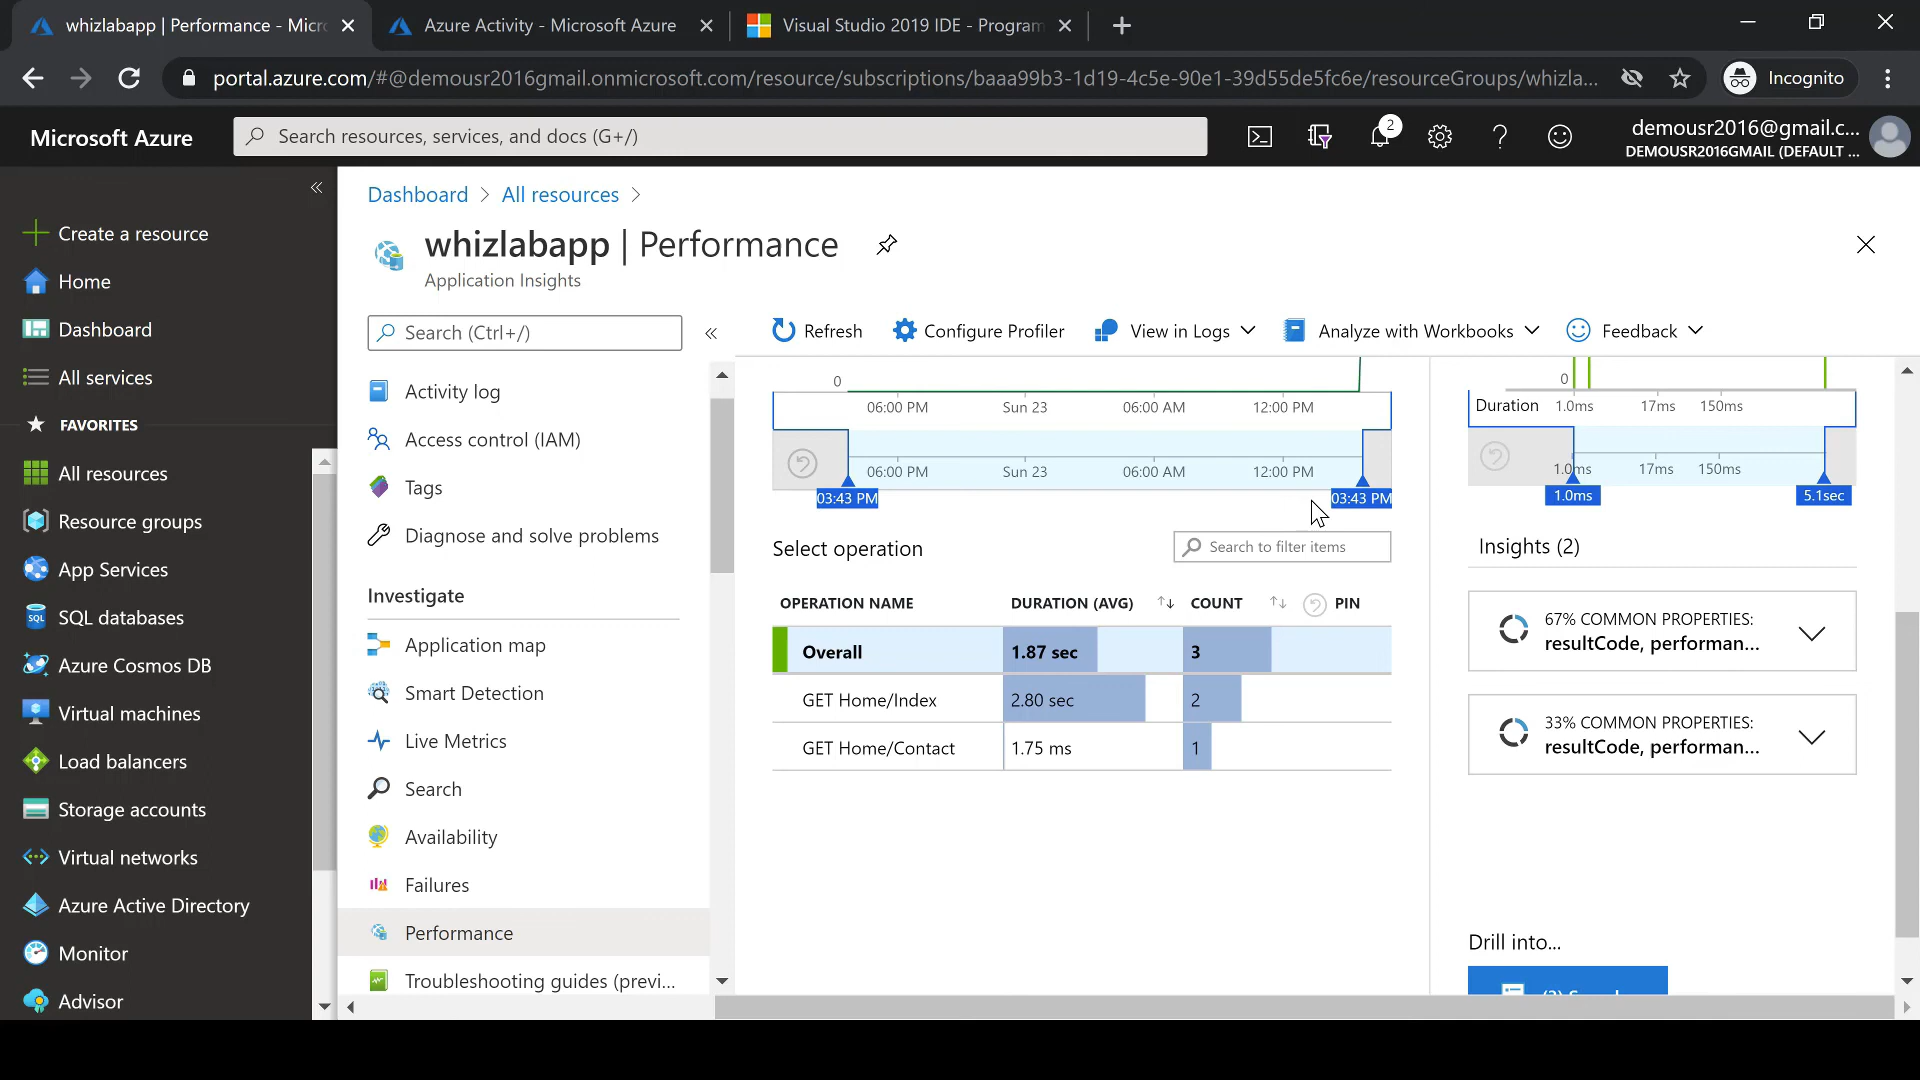 whizlabapp | Performance - Micr
Azure Activity - Microsoft Azure
Visual Studio 2019 IDE - Program
portal.azure.com/#@demousr2016gmail.onmicrosoft.com/resource/subscriptions/baaa99b3-1d19-4c5e-90e1-39d55de5fc6e/resourceGroups/whizla...
Incognito
Microsoft Azure
Search resources, services, and docs (G+/)
2
demousr2016@gmail.c...
DEMOUSR2016GMAIL (DEFAULT ...
Create a resource
Home
Dashboard
All services
FAVORITES
All resources
Resource groups
App Services
SQL databases
Azure Cosmos DB
Virtual machines
Load balancers
Storage accounts
Virtual networks
Azure Active Directory
Monitor
Advisor
Dashboard > All resources >
whizlabapp | Performance
Application Insights
Search (Ctrl+/)
Activity log
Access control (IAM)
Tags
Diagnose and solve problems
Investigate
Application map
Smart Detection
Live Metrics
Search
Availability
Failures
Performance
Troubleshooting guides (previ...
Refresh
Configure Profiler
View in Logs
Analyze with Workbooks
Feedback
0
06:00 PM Sun 23 06:00 AM 12:00 PM
06:00 PM Sun 23 06:00 AM 12:00 PM
03:43 PM 03:43 PM
Select operation
Search to filter items
OPERATION NAME DURATION (AVG) COUNT PIN
Overall 1.87 sec 3
GET Home/Index 2.80 sec 2
GET Home/Contact 1.75 ms 1
0
Duration 1.0ms 17ms 150ms
1.0ms 17ms 150ms
1.0ms 5.1sec
Insights (2)
67% COMMON PROPERTIES:
resultCode, performan...
33% COMMON PROPERTIES:
resultCode, performan...
Drill into...